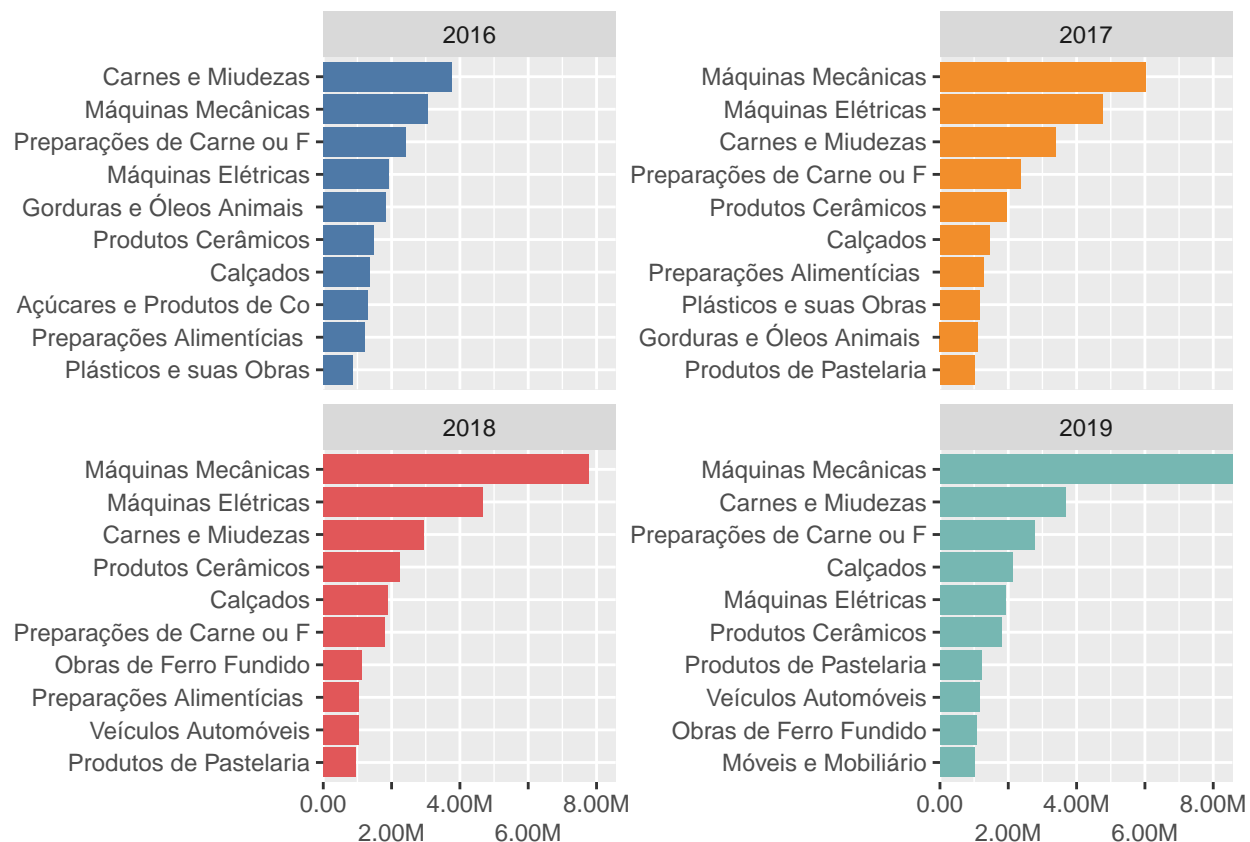 2016
Carnes e Miudezas
Máquinas Mecânicas
Preparações de Carne ou F
Máquinas Elétricas
Gorduras e Óleos Animais
Produtos Cerâmicos
Calçados
Açúcares e Produtos de Co
Preparações Alimentícias
Plásticos e suas Obras
2017
Máquinas Mecânicas
Máquinas Elétricas
Carnes e Miudezas
Preparações de Carne ou F
Produtos Cerâmicos
Calçados
Preparações Alimentícias
Plásticos e suas Obras
Gorduras e Óleos Animais
Produtos de Pastelaria
2018
Máquinas Mecânicas
Máquinas Elétricas
Carnes e Miudezas
Produtos Cerâmicos
Calçados
Preparações de Carne ou F
Obras de Ferro Fundido
Preparações Alimentícias
Veículos Automóveis
Produtos de Pastelaria
0.00 4.00M 8.00M
2.00M 6.00M
2019
Máquinas Mecânicas
Carnes e Miudezas
Preparações de Carne ou F
Calçados
Máquinas Elétricas
Produtos Cerâmicos
Produtos de Pastelaria
Veículos Automóveis
Obras de Ferro Fundido
Móveis e Mobiliário
0.00 4.00M 8.00M
2.00M 6.00M